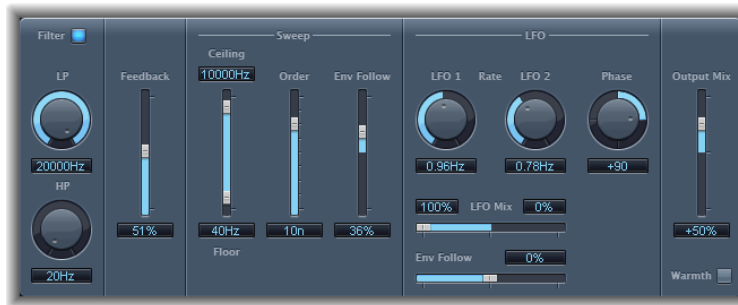 Filter
Sweep
LFO
Ceiling
LP
Feedback
10000Hz
Order
Env Follow
LFO 1
Rate
LFO 2
Phase
Output Mix
20000Hz
0.96Hz
0.78Hz
+90
HP
100%
LFO Mix
0%
51%
40Hz
10n
36%
+50%
Floor
Env Follow
0%
20Hz
Warmth